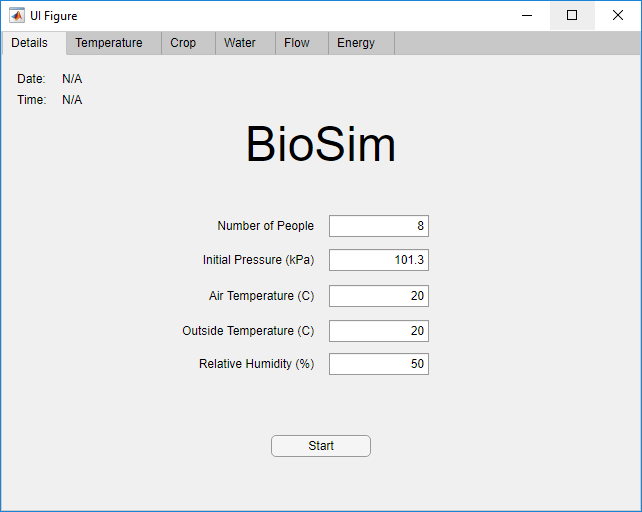 UI Figure
Details Temperature Crop Water Flow Energy
Date: N/A
Time: N/A
BioSim
Number of People 8
Initial Pressure (kPa) 101.3
Air Temperature (C) 20
Outside Temperature (C) 20
Relative Humidity (%) 50
Start